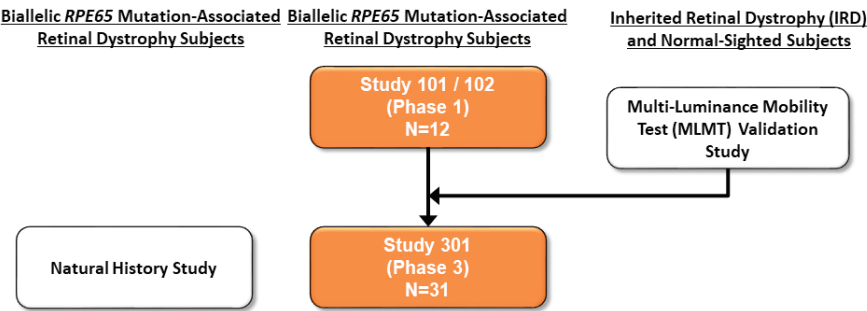 Biallelic RPE65 Mutation-Associated
Retinal Dystrophy Subjects
Biallelic RPE65 Mutation-Associated
Retinal Dystrophy Subjects
Inherited Retinal Dystrophy (IRD)
and Normal-Sighted Subjects
Study 101 / 102
(Phase 1)
N=12
Multi-Luminance Mobility
Test (MLMT) Validation
Study
Natural History Study
Study 301
(Phase 3)
N=31